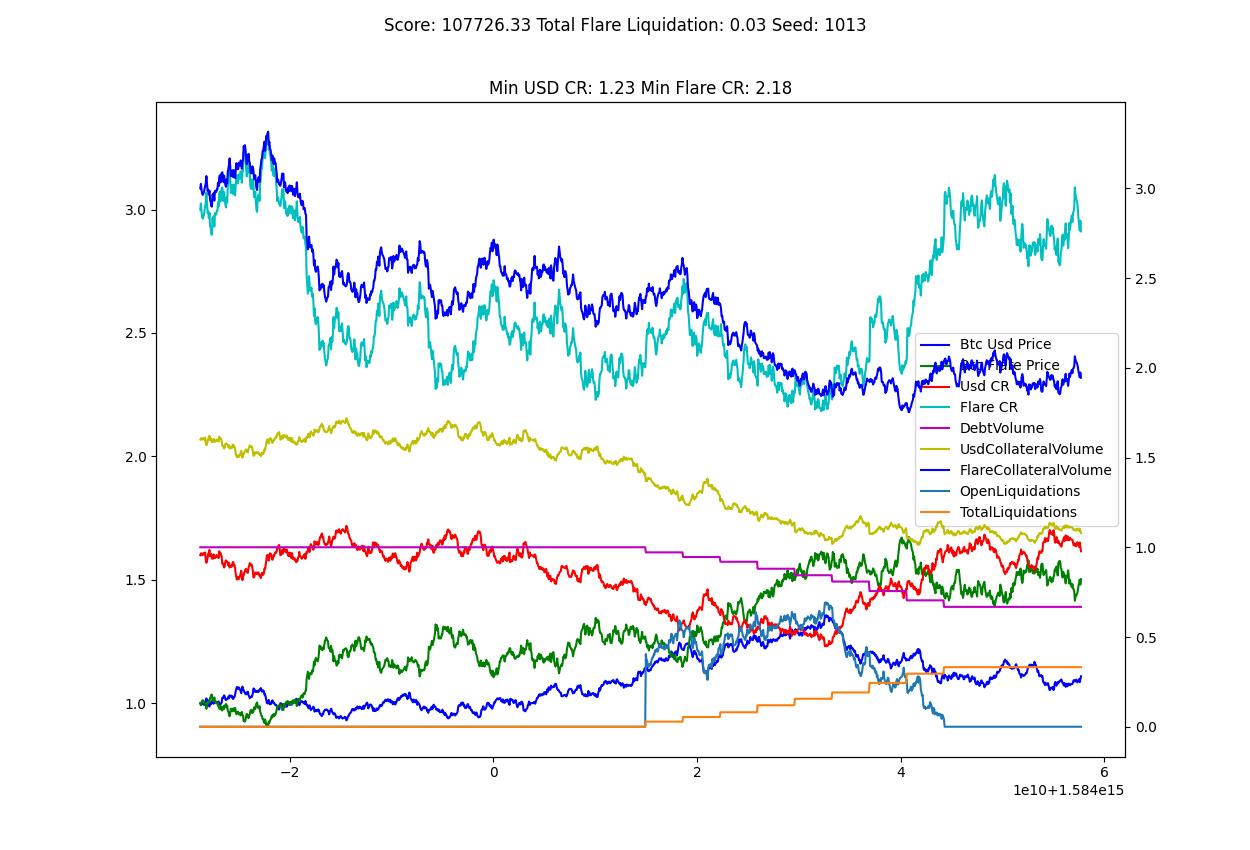 Score: 107726.33 Total Flare Liquidation: 0.03 Seed: 1013
Min USD CR: 1.23 Min Flare CR: 2.18
3.0
2.5
2.0
1.5
1.0
3.0
2.5
2.0
1.5
1.0
0.5
0.0
Btc Usd Price
Btc Flare Price
Usd CR
Flare CR
DebtVolume
UsdCollateralVolume
FlareCollateralVolume
OpenLiquidations
TotalLiquidations
−2 0 2 4 6
1e10+1.584e15